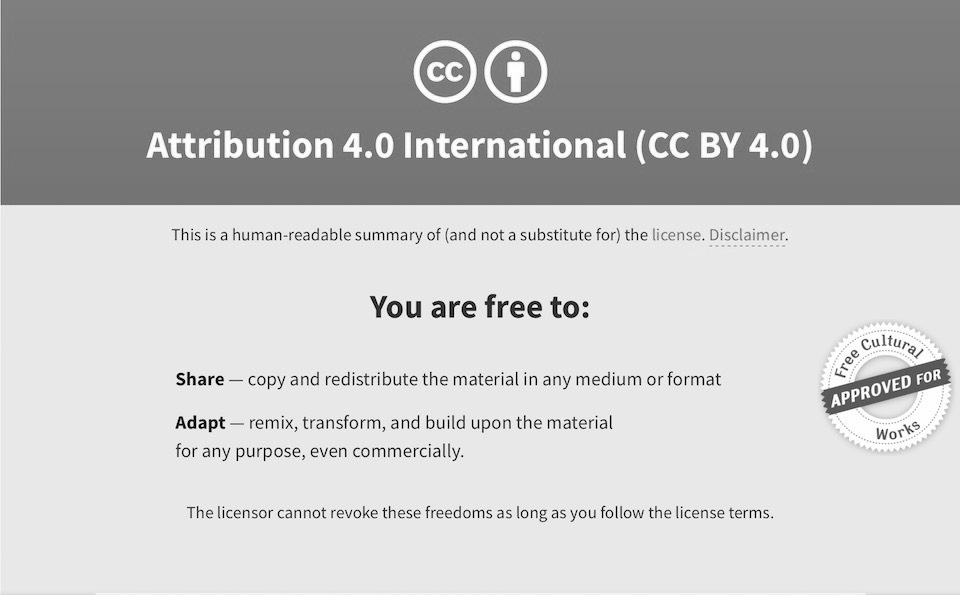 cc
Attribution 4.0 International (CC BY 4.0)
This is a human-readable summary of (and not a substitute for) the license. Disclaimer.
You are free to:
Share — copy and redistribute the material in any medium or format
Adapt — remix, transform, and build upon the material
for any purpose, even commercially.
Free Cultural
APPROVED FOR
Works
The licensor cannot revoke these freedoms as long as you follow the license terms.